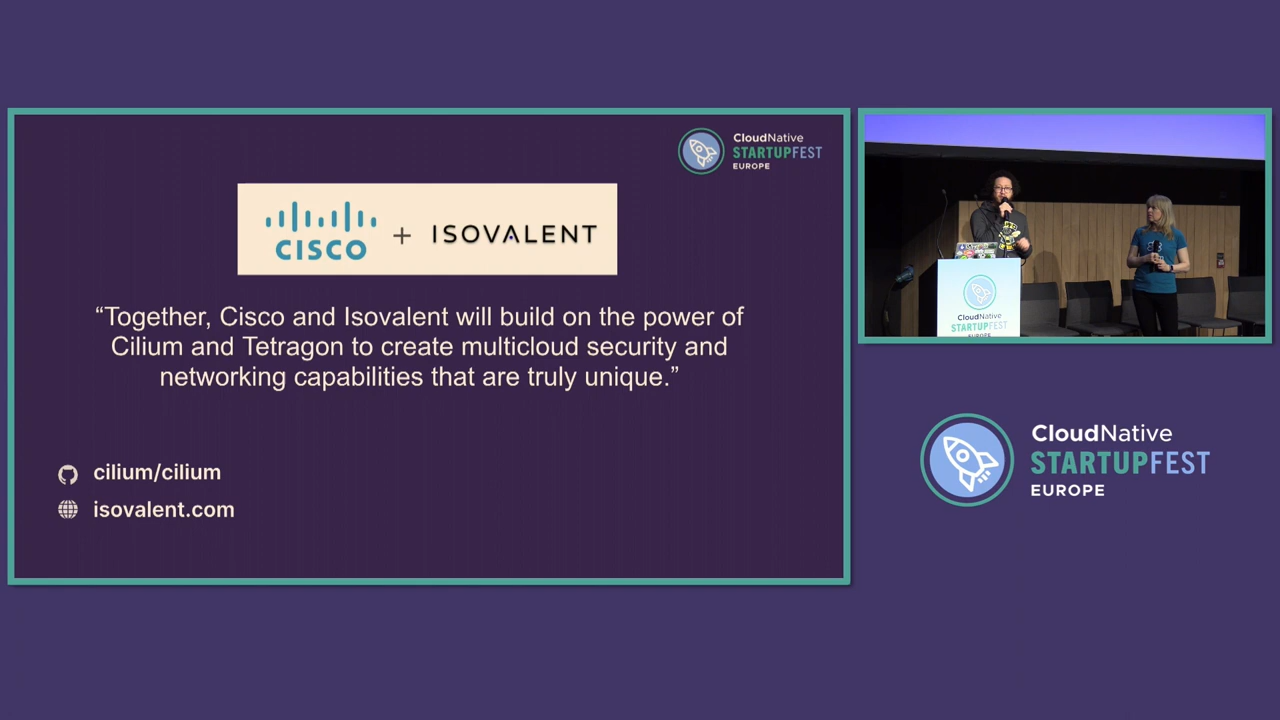 CloudNative
STARTUPFEST
EUROPE
CISCO + ISOVALENT
“Together, Cisco and Isovalent will build on the power of
Cilium and Tetragon to create multicloud security and
networking capabilities that are truly unique.”
cilium/cilium
isovalent.com
CloudNative
STARTUPFEST
EUROPE
CloudNative
STARTUPFEST
EUROPE